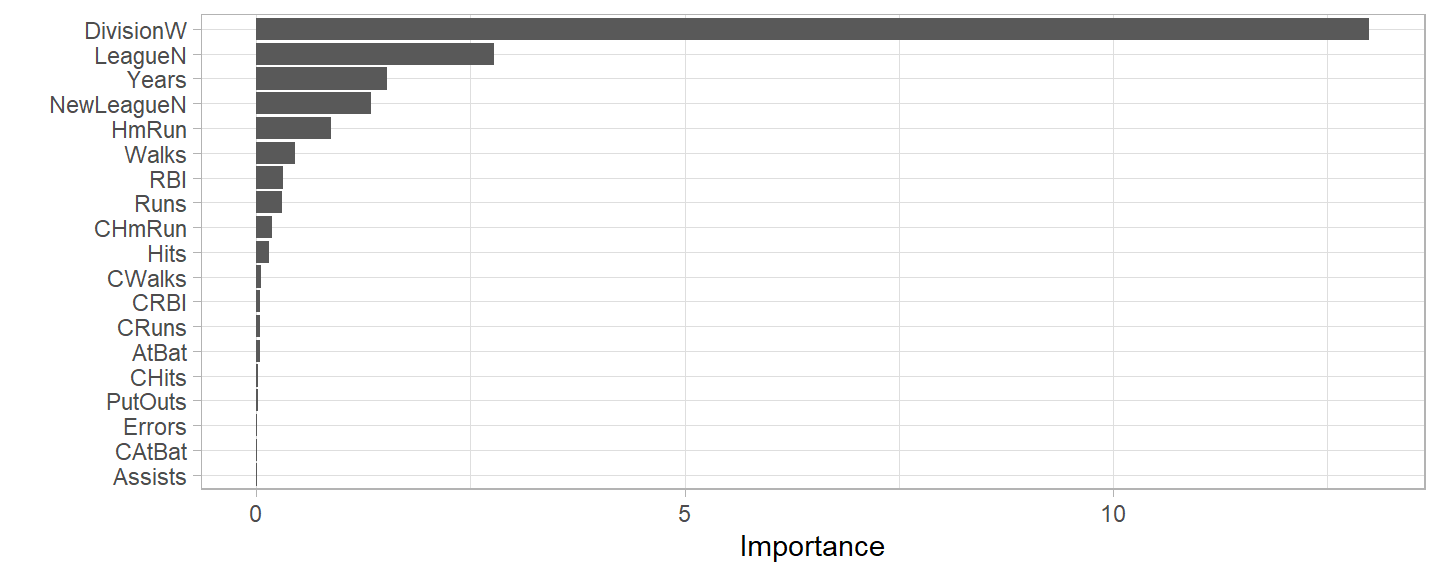 DivisionW
LeagueN
Years
NewLeagueN
HmRun
Walks
RBI
Runs
CHmRun
Hits
CWalks
CRBI
CRuns
AtBat
CHits
PutOuts
Errors
CAtBat
Assists
0 5 10
Importance